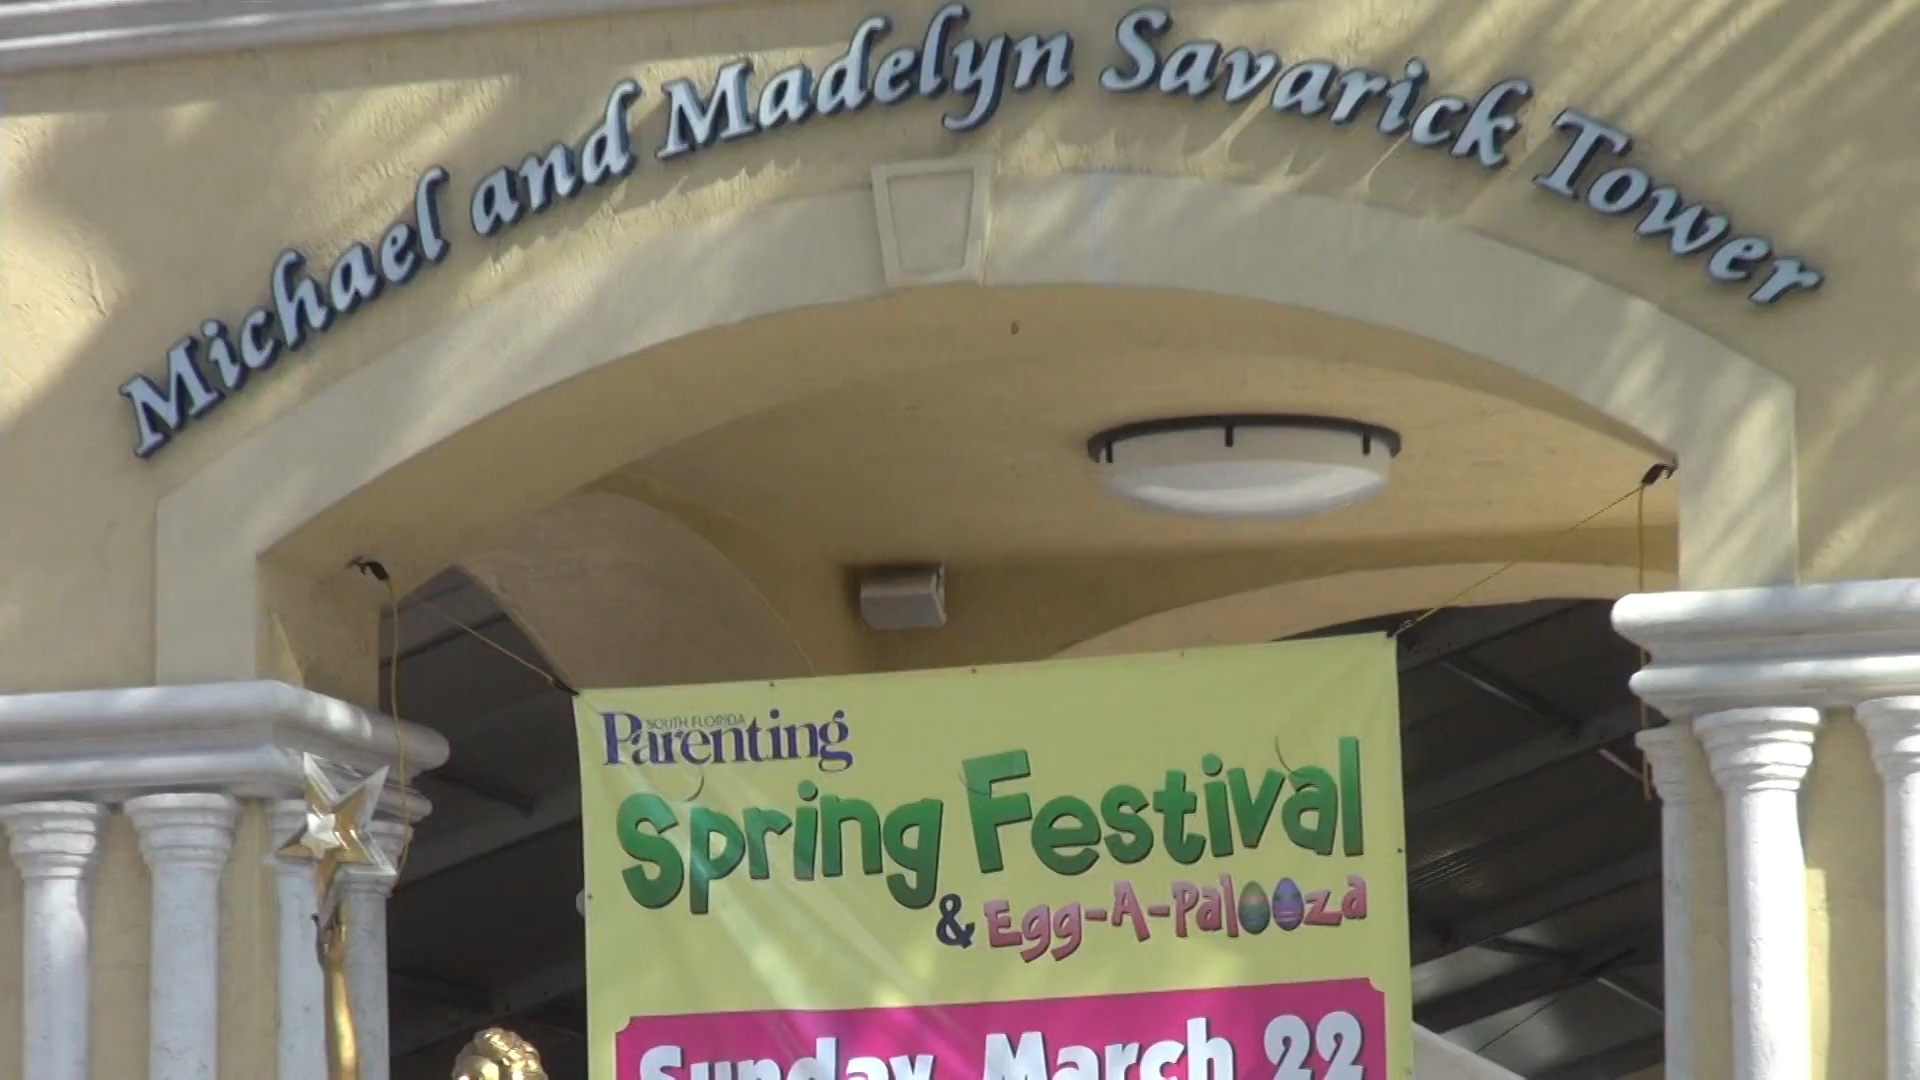 Michael and Madelyn Savarick Tower
SOUTH FLORIDA
Parenting
Spring Festival
& Egg-A-Palooza
Sunday, March 22